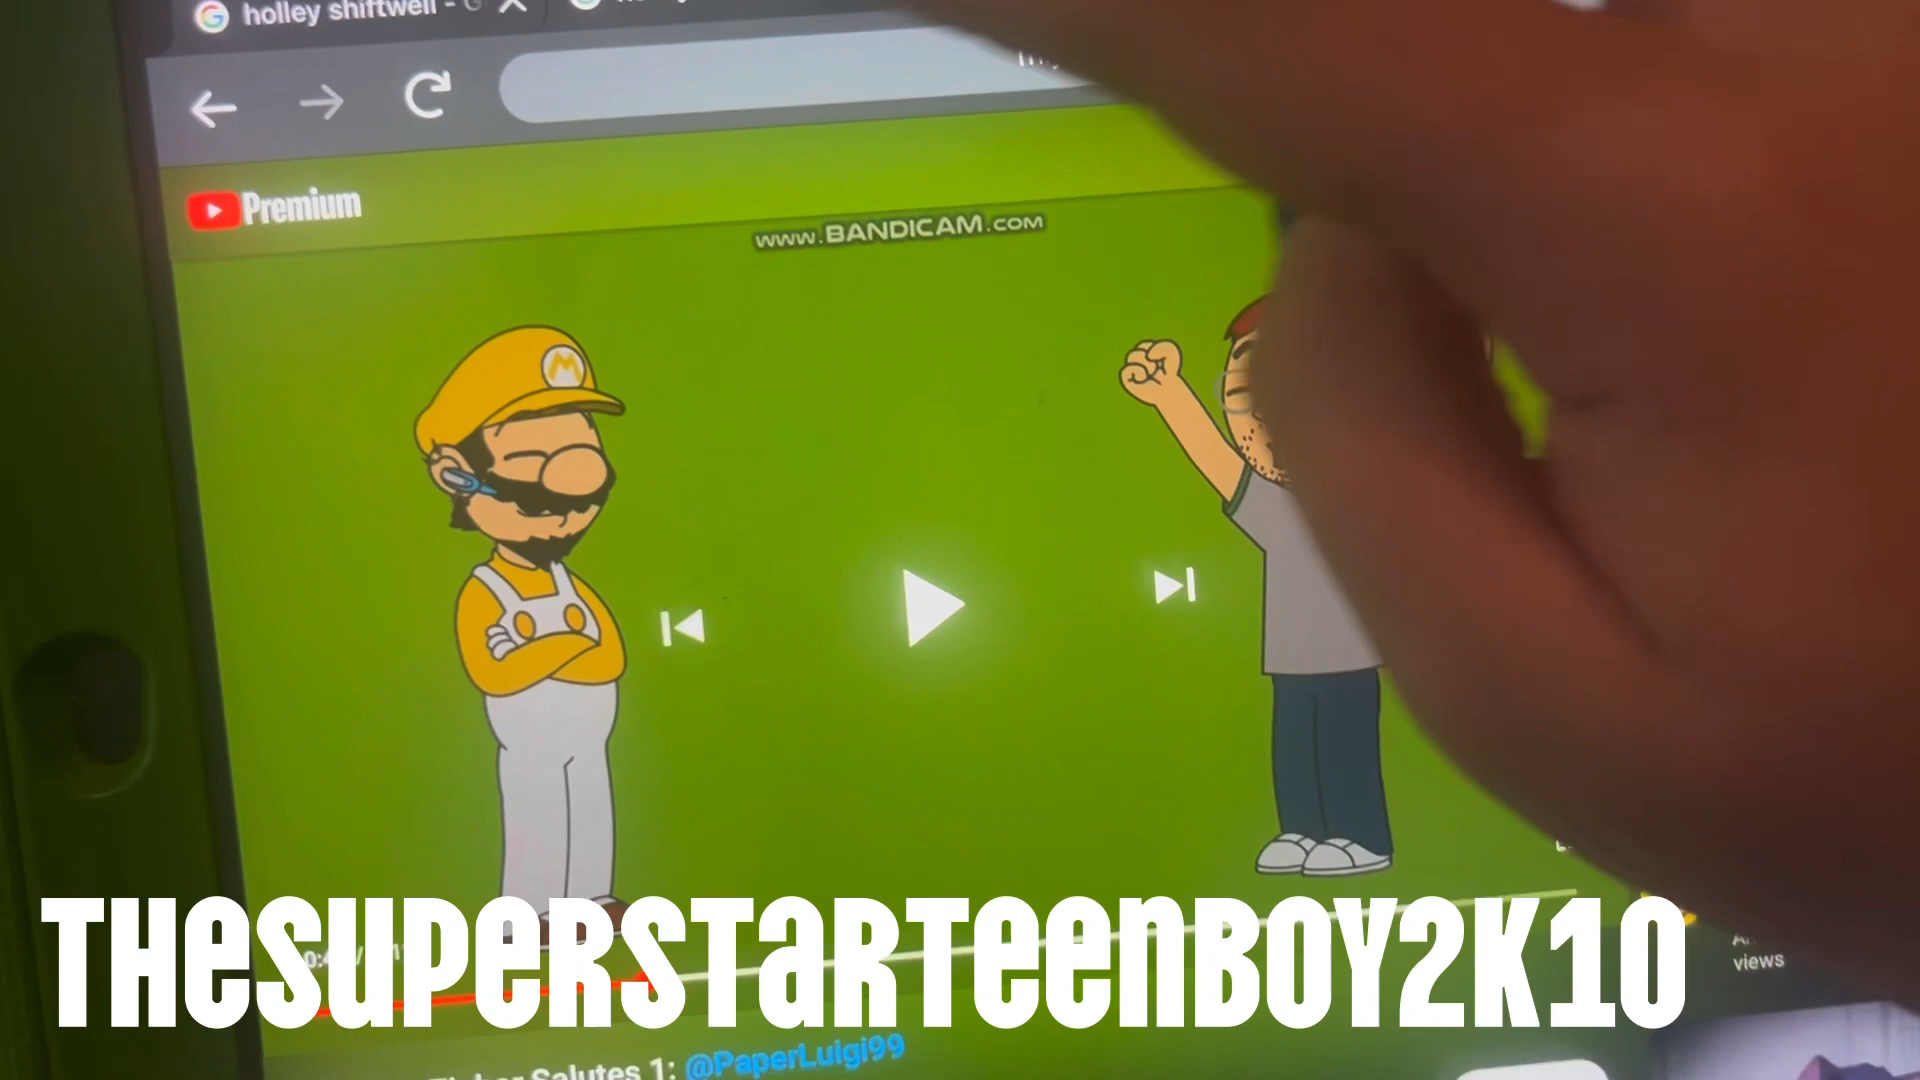 holley shiftwell - G
Premium
www.BANDICAM.COM
M
THeSuPeRSTaRTeenBOY2K10
views
Salutes 1: @PaperLuigi99